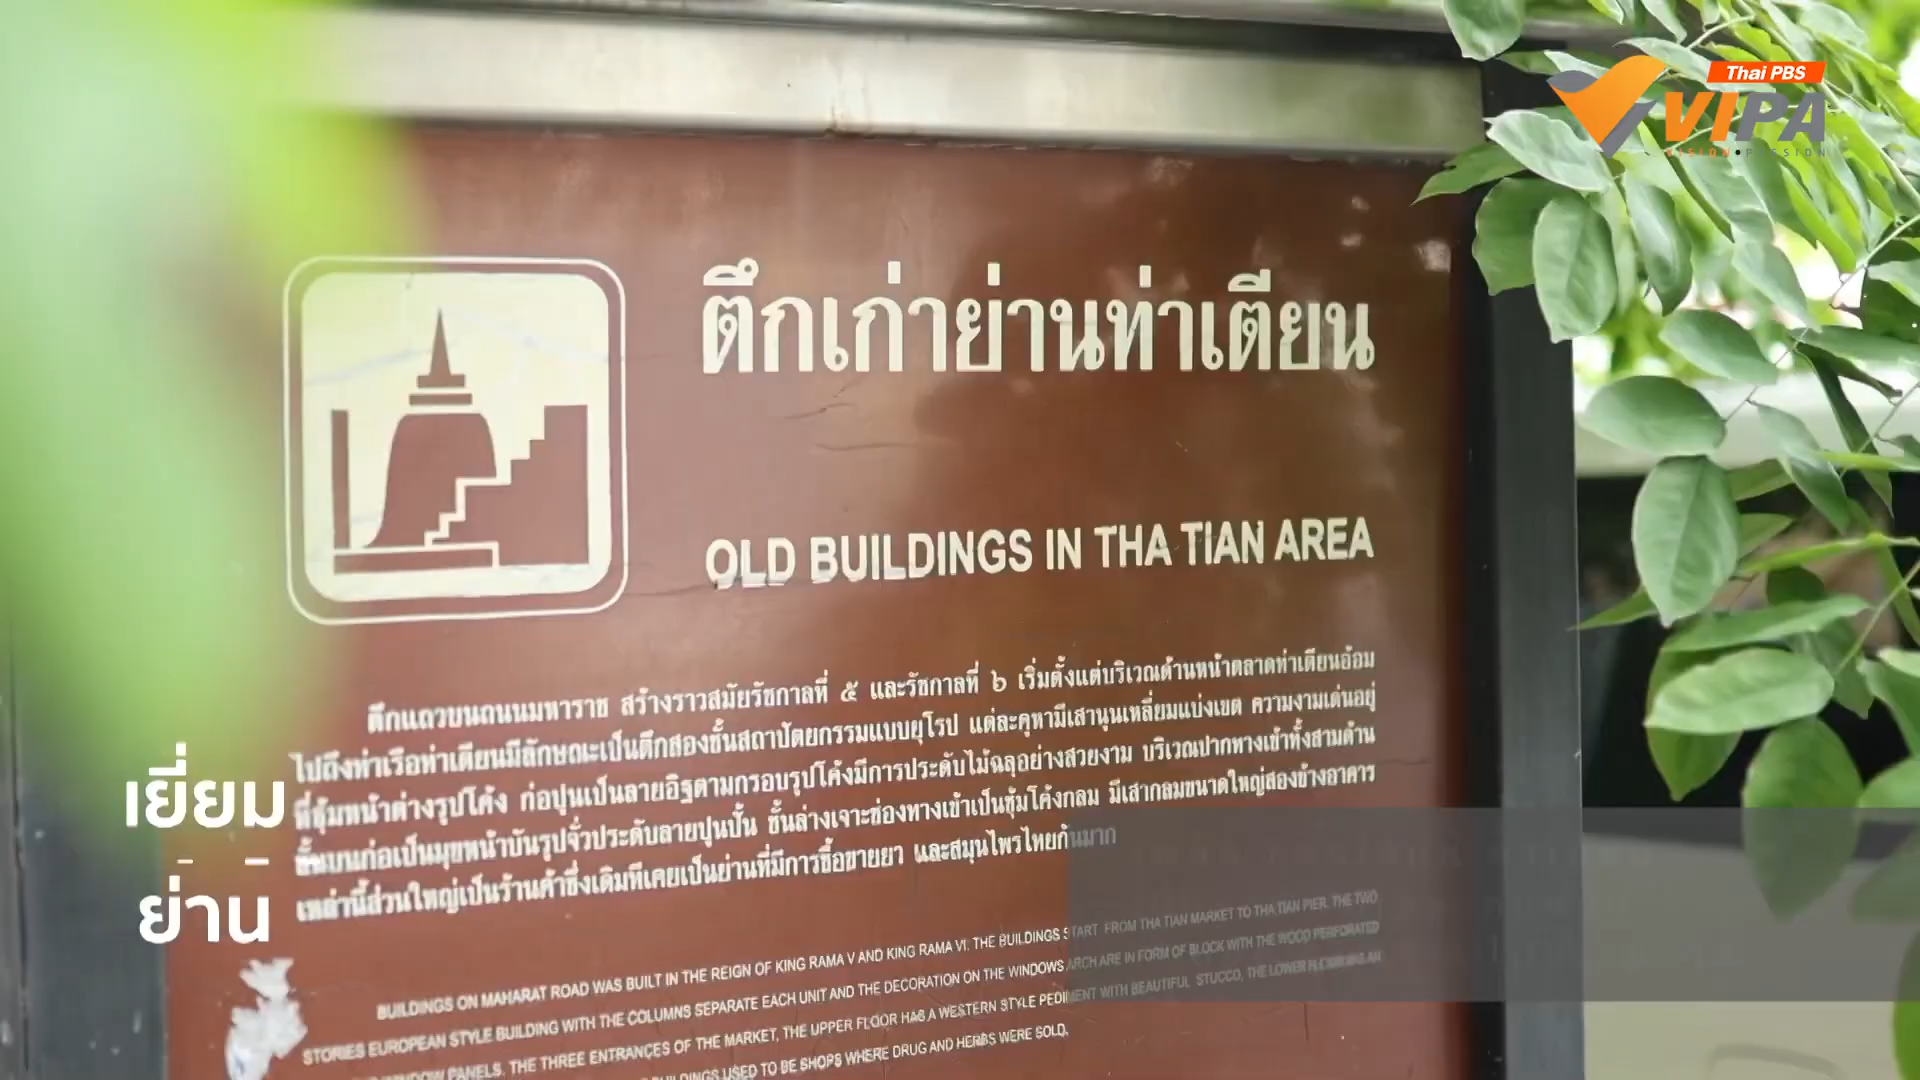 Thai PBS
VIPA
VISION • PASSION
ตึกเก่าย่านท่าเตียน
OLD BUILDINGS IN THA TIAN AREA
ตึกแถวบนถนนมหาราช สร้างราวสมัยรัชกาลที่ ๕ และรัชกาลที่ ๖ เริ่มตั้งแต่บริเวณด้านหน้าตลาดท่าเตียนอ้อม
ไปถึงท่าเรือท่าเตียนมีลักษณะเป็นตึกสองชั้นสถาปัตยกรรมแบบยุโรป แต่ละคูหามีเสานูนเหลี่ยมแบ่งเขต ความงามเด่นอยู่
ที่ซุ้มหน้าต่างรูปโค้ง ก่อปูนเป็นลายอิฐตามกรอบรูปโค้งมีการประดับไม้ฉลุอย่างสวยงาม บริเวณปากทางเข้าทั้งสามด้าน
ชั้นบนก่อเป็นมุขหน้าบันรูปจั่วประดับลายปูนปั้น ชั้นล่างเจาะช่องทางเข้าเป็นซุ้มโค้งกลม มีเสากลมขนาดใหญ่สองข้างอาคาร
เหล่านี้ส่วนใหญ่เป็นร้านค้าซึ่งเดิมทีเคยเป็นย่านที่มีการซื้อขายยา และสมุนไพรไทยกันมาก
BUILDINGS ON MAHARAT ROAD WAS BUILT IN THE REIGN OF KING RAMA V AND KING RAMA VI. THE BUILDINGS START FROM THA TIAN MARKET TO THA TIAN PIER. THE TWO
STORIES EUROPEAN STYLE BUILDING WITH THE COLUMNS SEPARATE EACH UNIT AND THE DECORATION ON THE WINDOWS ARCH ARE IN FORM OF BLOCK WITH THE WOOD PERFORATED
WINDOW PANELS. THE THREE ENTRANCES OF THE MARKET, THE UPPER FLOOR HAS A WESTERN STYLE PEDIMENT WITH BEAUTIFUL STUCCO, THE LOWER
BUILDINGS USED TO BE SHOPS WHERE DRUG AND HERBS WERE SOLD.
เยี่ยม
ย่าน